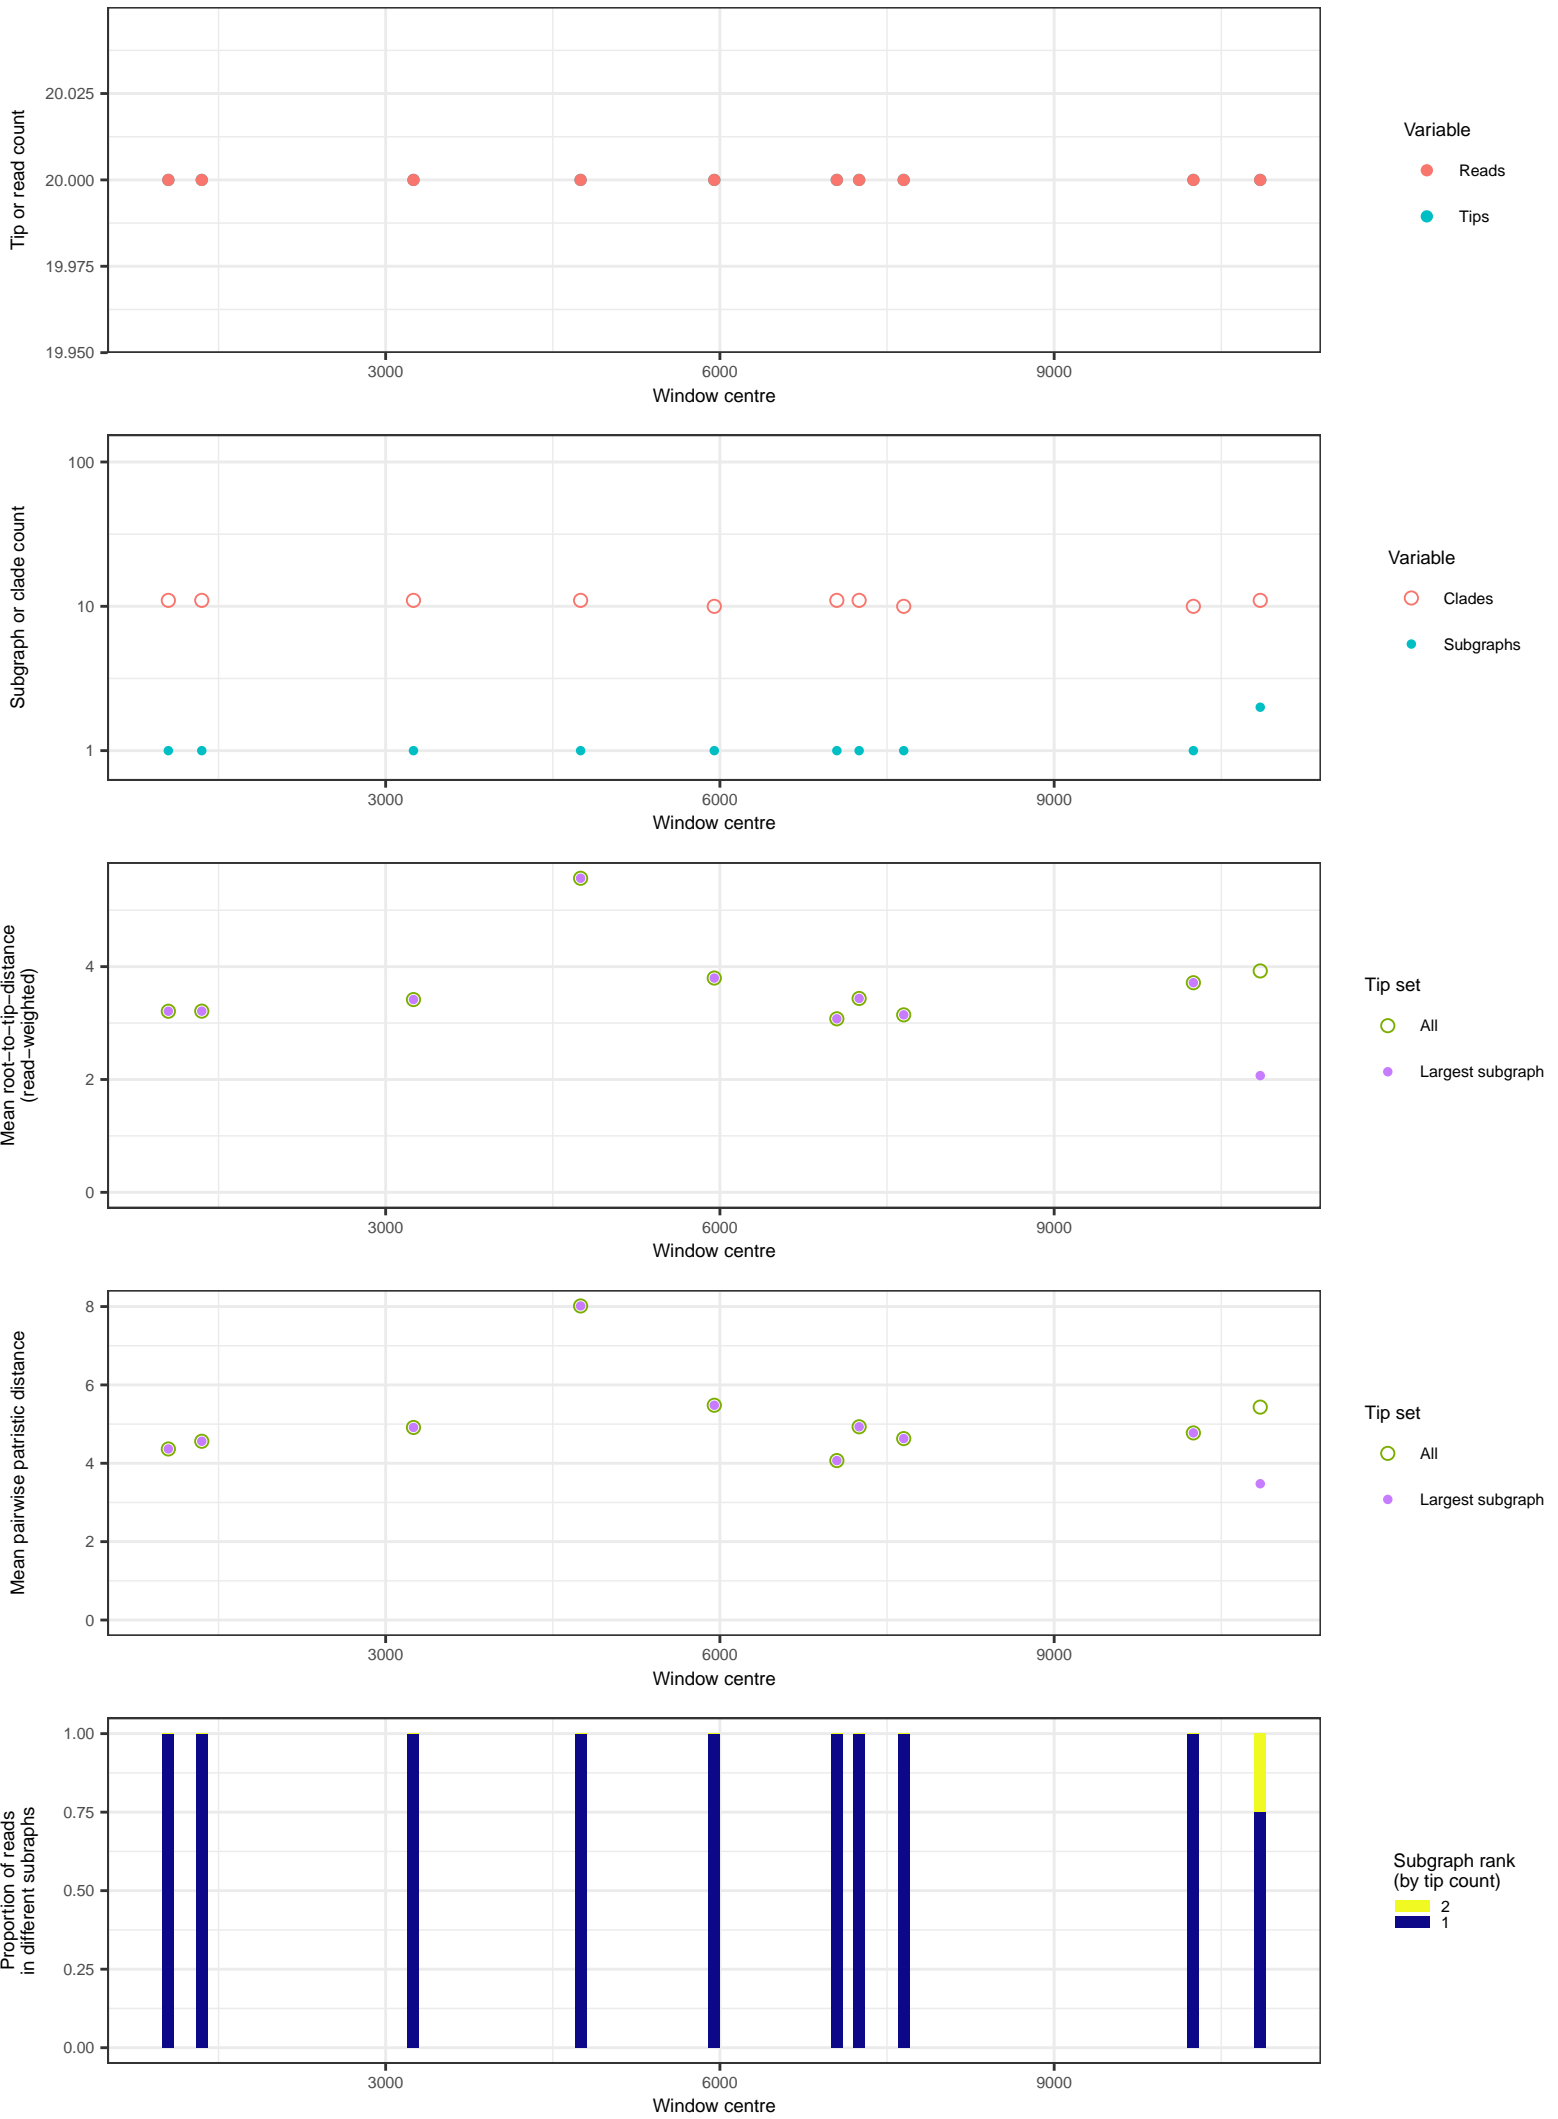 Tip or read count
20.025
20.000
19.975
19.950
3000 6000 9000
Window centre
Variable
Reads
Tips
Subgraph or clade count
100
10
1
3000 6000 9000
Window centre
Variable
Clades
Subgraphs
Mean root−to−tip−distance
(read−weighted)
4
2
0
3000 6000 9000
Window centre
Tip set
All
Largest subgraph
Mean pairwise patristic distance
8
6
4
2
0
3000 6000 9000
Window centre
Tip set
All
Largest subgraph
Proportion of reads
in different subraphs
1.00
0.75
0.50
0.25
0.00
3000 6000 9000
Window centre
Subgraph rank
(by tip count)
2
1